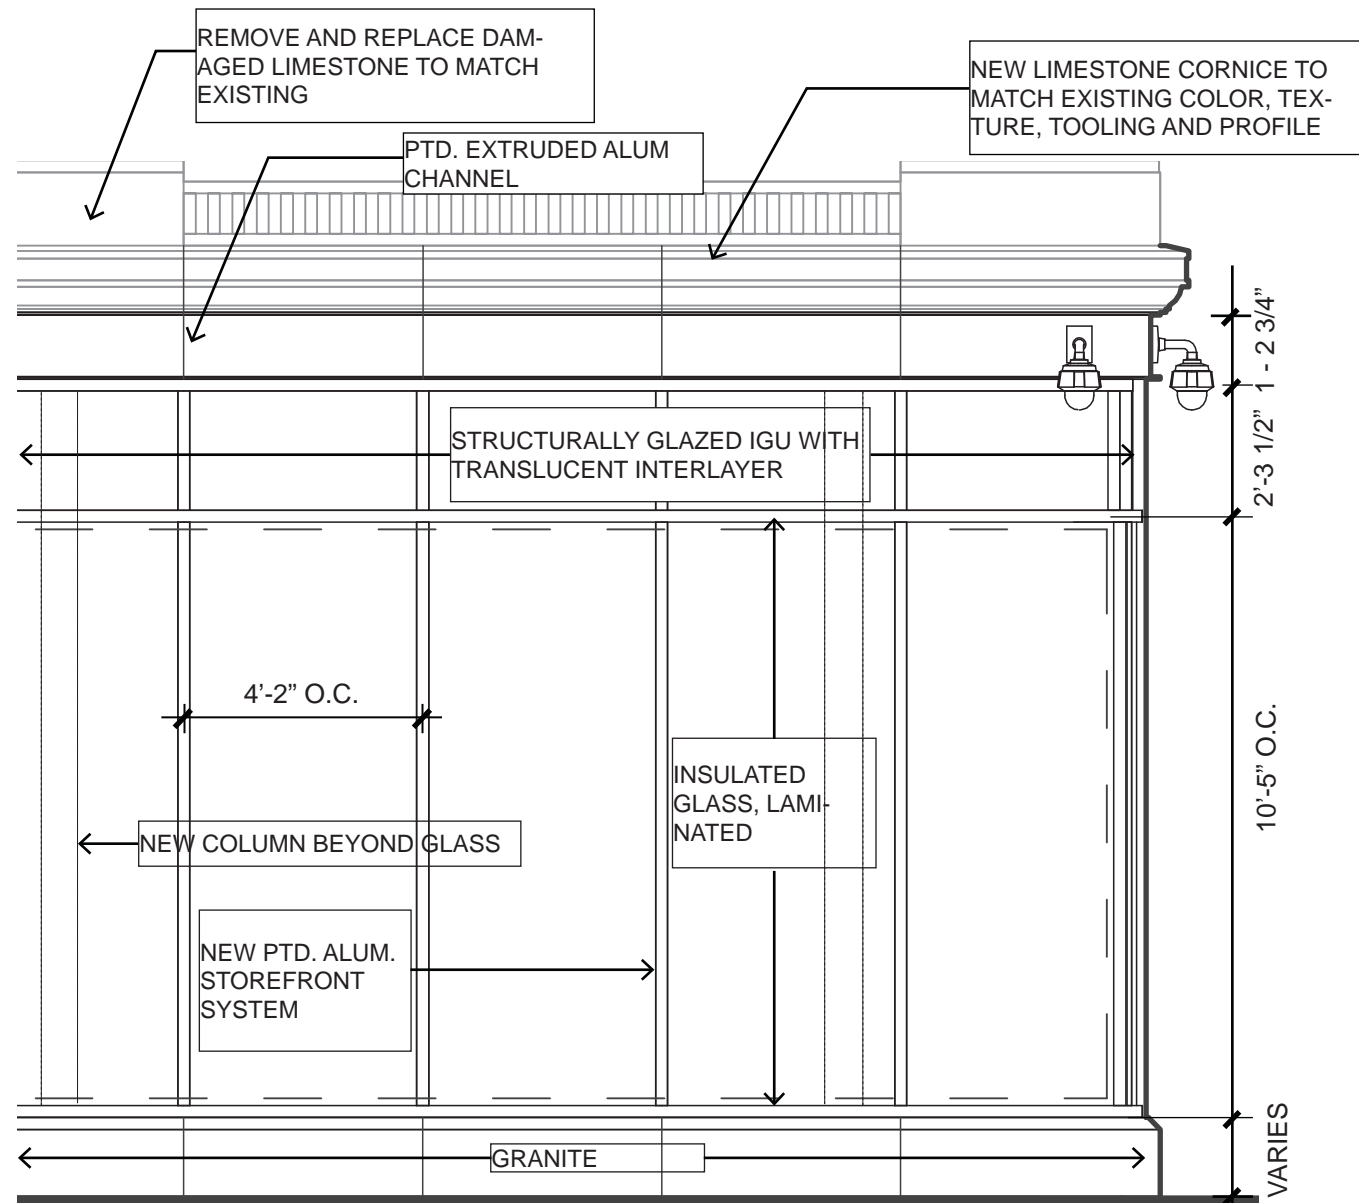 REMOVE AND REPLACE DAM-
AGED LIMESTONE TO MATCH
EXISTING
NEW LIMESTONE CORNICE TO
MATCH EXISTING COLOR, TEX-
TURE, TOOLING AND PROFILE
PTD. EXTRUDED ALUM
CHANNEL
1 - 2 3/4”
STRUCTURALLY GLAZED IGU WITH
TRANSLUCENT INTERLAYER
2’-3 1/2”
4’-2” O.C.
INSULATED
GLASS, LAMI-
NATED
10’-5” O.C.
NEW COLUMN BEYOND GLASS
NEW PTD. ALUM.
STOREFRONT
SYSTEM
GRANITE
VARIES